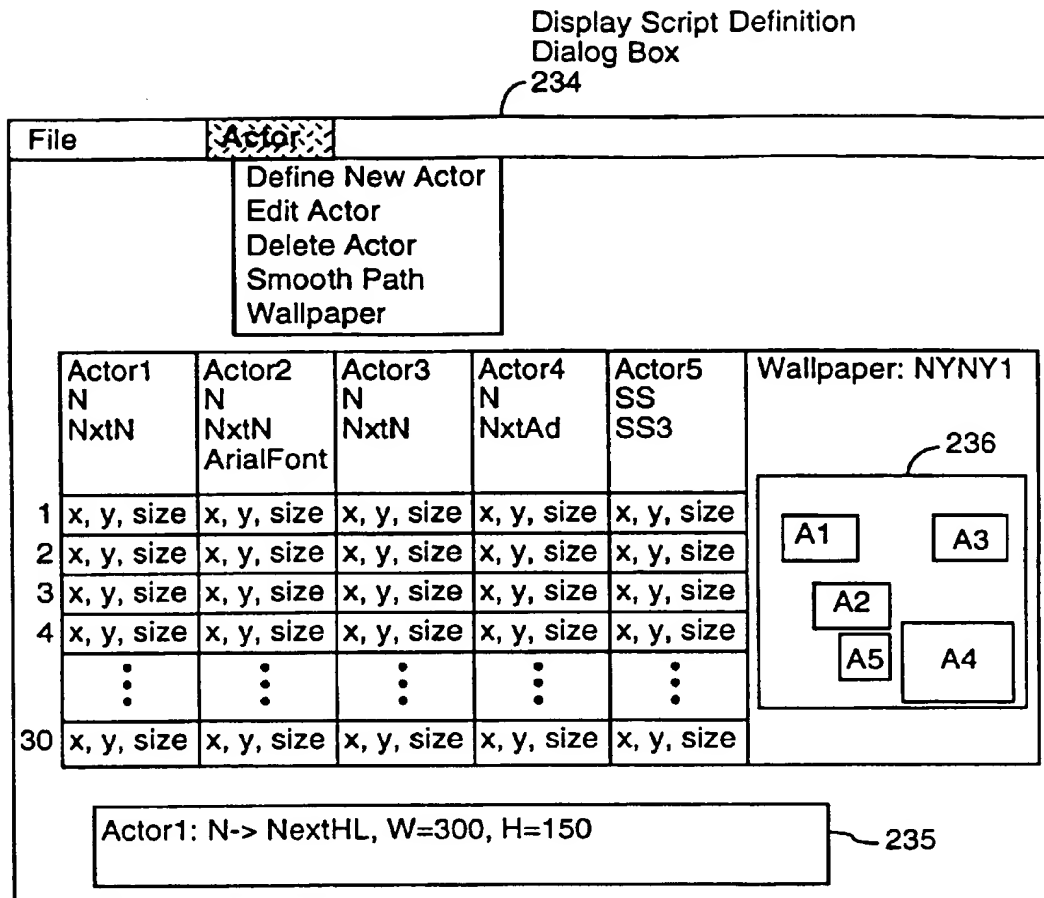 Display Script Definition
Dialog Box
234
File Actor
Define New Actor
Edit Actor
Delete Actor
Smooth Path
Wallpaper
Actor1 Actor2 Actor3 Actor4 Actor5 Wallpaper: NYNY1
N N N N SS
NxtN NxtN NxtN NxtAd SS3
ArialFont
236
1 x, y, size x, y, size x, y, size x, y, size x, y, size
2 x, y, size x, y, size x, y, size x, y, size x, y, size
3 x, y, size x, y, size x, y, size x, y, size x, y, size
4 x, y, size x, y, size x, y, size x, y, size x, y, size
30 x, y, size x, y, size x, y, size x, y, size x, y, size
A1 A3
A2
A5 A4
Actor1: N-> NextHL, W=300, H=150
235